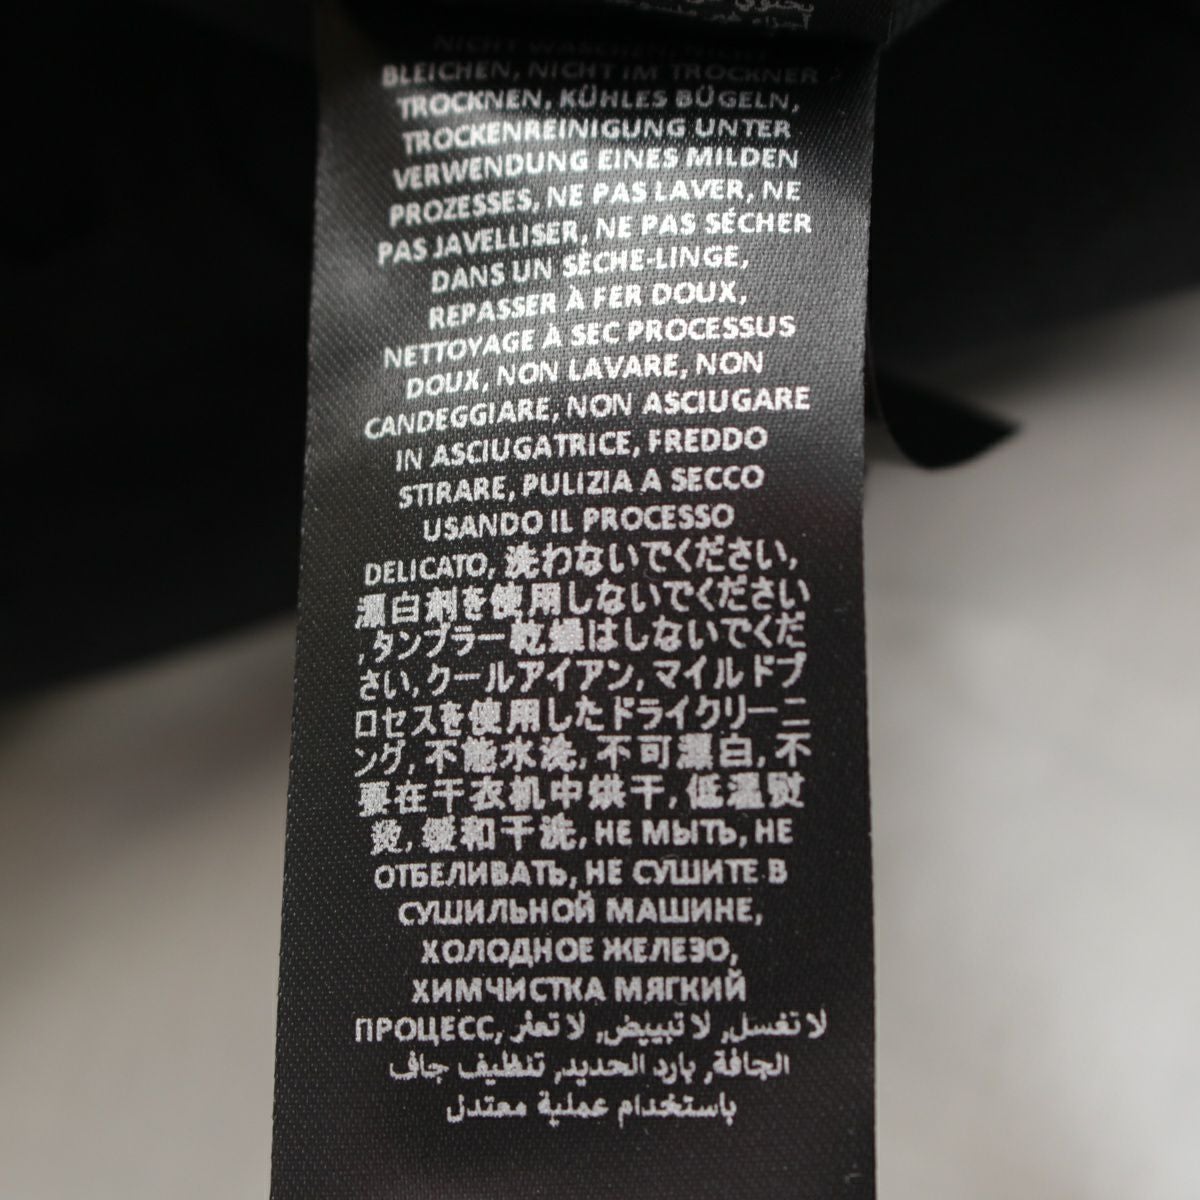 يحتوي
أجزاء غير
NICHT WASCHEN, NICHT
BLEICHEN, NICHT IM TROCKNER
TROCKNEN, KÜHLES BÜGELN,
TROCKENREINIGUNG UNTER
VERWENDUNG EINES MILDEN
PROZESSES, NE PAS LAVER, NE
PAS JAVELLISER, NE PAS SÉCHER
DANS UN SÈCHE-LINGE,
REPASSER À FER DOUX,
NETTOYAGE À SEC PROCESSUS
DOUX, NON LAVARE, NON
CANDEGGIARE, NON ASCIUGARE
IN ASCIUGATRICE, FREDDO
STIRARE, PULIZIA A SECCO
USANDO IL PROCESSO
DELICATO, 洗わないでください,
漂白剤を使用しないでください
,タンブラー乾燥はしないでくだ
さい, クールアイアン, マイルドプ
ロセスを使用したドライクリーニ
ング, 不能水洗, 不可漂白, 不
要在干衣机中烘干, 低温熨
烫, 缓和干洗, НЕ МЫТЬ, НЕ
ОТБЕЛИВАТЬ, НЕ СУШИТЕ В
СУШИЛЬНОЙ МАШИНЕ,
ХОЛОДНОЕ ЖЕЛЕЗО,
ХИМЧИСТКА МЯГКИЙ
ПРОЦЕСС, لا تغسل, لا تبييض, لا تعثر
الجافة, بارد الحديد, تنظيف جاف
باستخدام عملية معتدل